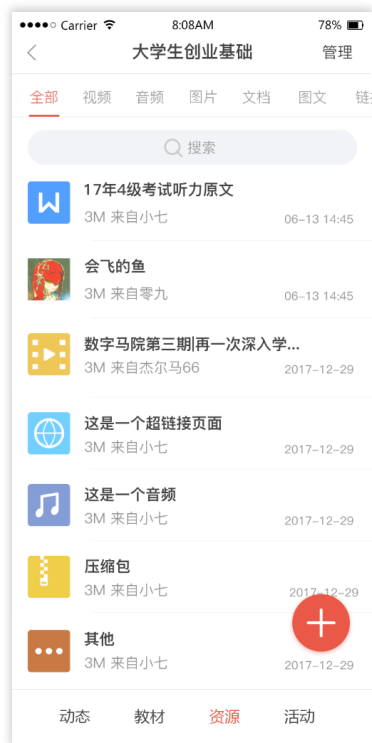 Carrier 8:08AM 78%
大学生创业基础 管理
全部 视频 音频 图片 文档 图文 链
搜索
17年4级考试听力原文
3M 来自小七 06-13 14:45
会飞的鱼
3M 来自零九 06-13 14:45
数字马院第三期|再一次深入学...
3M 来自杰尔马66 2017-12-29
这是一个超链接页面
3M 来自小七 2017-12-29
这是一个音频
3M 来自小七 2017-12-29
压缩包
3M 来自小七 2017-12-29
其他
3M 来自小七 2017-12-29
动态 教材 资源 活动